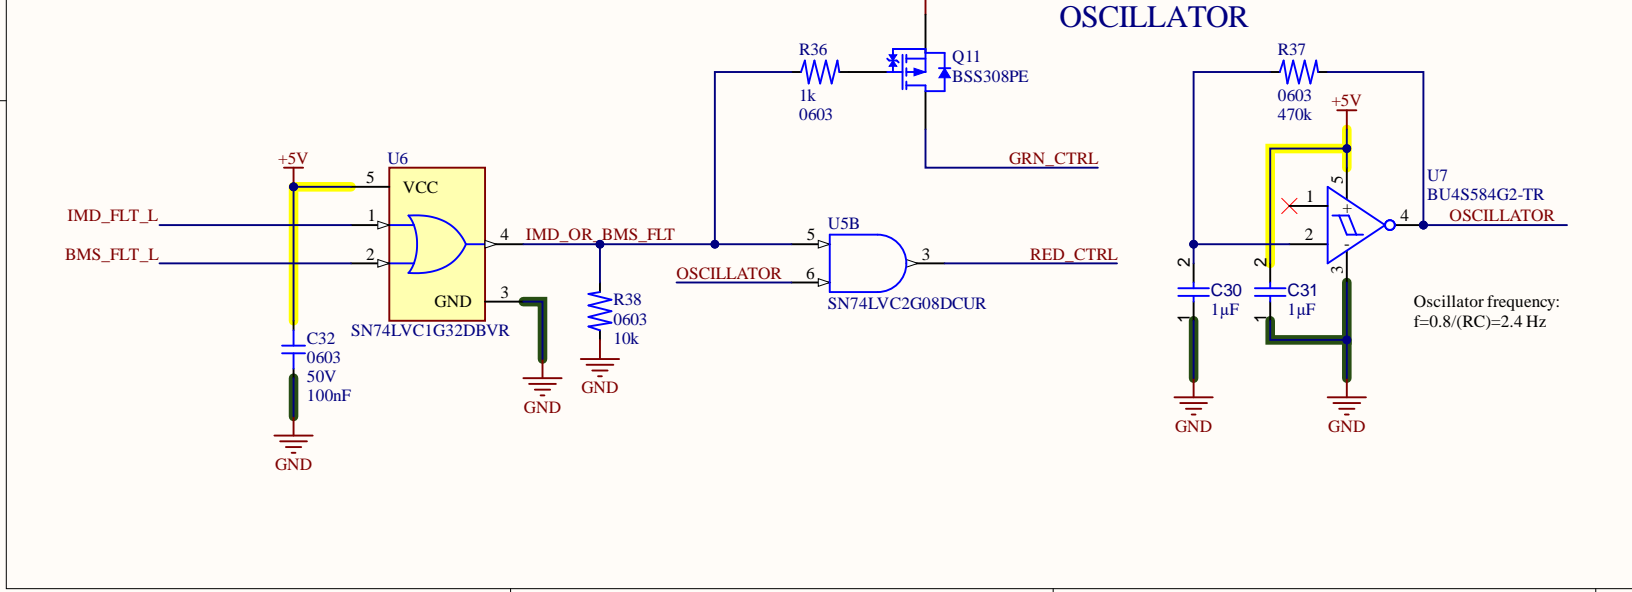 OSCILLATOR
R36
1k
0603
Q11
BSS308PE
GRN_CTRL
R37
0603
470k
+5V
U7
BU4S584G2-TR
5
1
+
4
OSCILLATOR
2
-
3
2
C30
1µF
1
GND
2
C31
1µF
1
GND
Oscillator frequency:
f=0.8/(RC)=2.4 Hz
+5V
U6
5
VCC
IMD_FLT_L
1
BMS_FLT_L
2
4
IMD_OR_BMS_FLT
GND
3
SN74LVC1G32DBVR
C32
0603
50V
100nF
GND
GND
R38
0603
10k
GND
U5B
5
OSCILLATOR
6
3
RED_CTRL
SN74LVC2G08DCUR